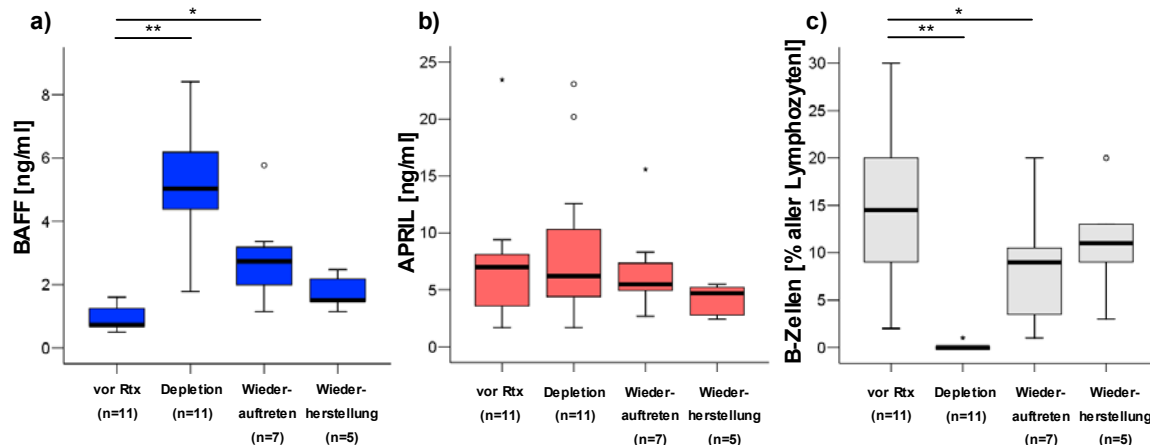 a)
*
**
BAFF [ng/ml]
8
6
4
2
0
vor Rtx
(n=11)
Depletion
(n=11)
Wieder-
auftreten
(n=7)
Wieder-
herstellung
(n=5)
b)
APRIL [ng/ml]
25
20
15
10
5
0
vor Rtx
(n=11)
Depletion
(n=11)
Wieder-
auftreten
(n=7)
Wieder-
herstellung
(n=5)
c)
*
**
B-Zellen [% aller Lymphozyten]
30
25
20
15
10
5
0
vor Rtx
(n=11)
Depletion
(n=11)
Wieder-
auftreten
(n=7)
Wieder-
herstellung
(n=5)